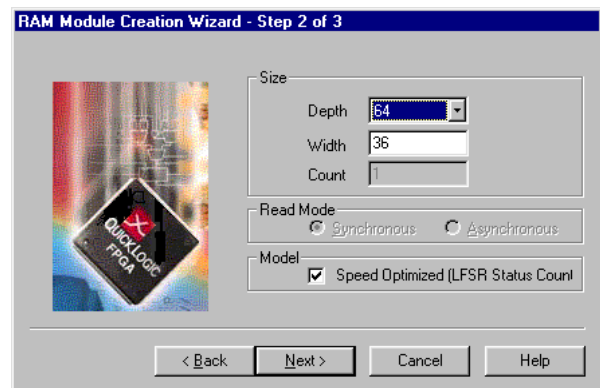 RAM Module Creation Wizard - Step 2 of 3
QUICKLOGIC
FPGA
Size
Depth 64
Width 36
Count 1
Read Mode
Synchronous Asynchronous
Model
Speed Optimized (LFSR Status Count
< Back Next > Cancel Help